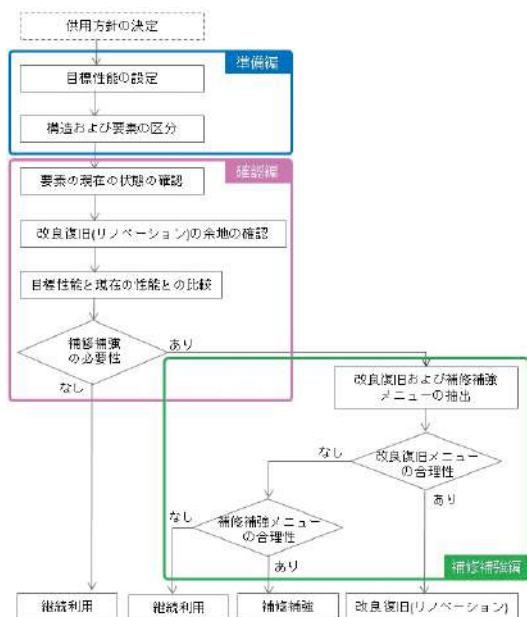 供用方針の決定
準備編
目標性能の設定
構造および要素の区分
確認編
要素の現在の状態の確認
改良復旧(リノベーション)の余地の確認
目標性能と現在の性能との比較
補修補強
の必要性
あり
なし
改良復旧および補修補強
メニューの抽出
なし
改良復旧メニュー
の合理性
あり
なし
補修補強メニュー
の合理性
あり
補修補強編
継続利用
継続利用
補修補強
改良復旧(リノベーション)